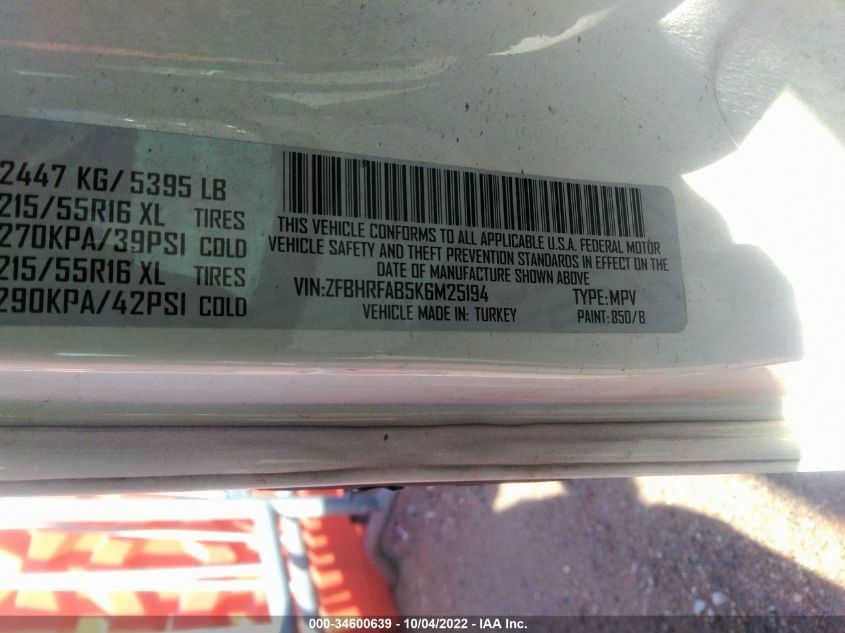 2447 KG/ 5395 LB
215/55R16 XL TIRES
270KPA/39PSI COLD
215/55R16 XL TIRES
290KPA/42PSI COLD
THIS VEHICLE CONFORMS TO ALL APPLICABLE U.S.A. FEDERAL MOTOR
VEHICLE SAFETY AND THEFT PREVENTION STANDARDS IN EFFECT ON THE
DATE OF MANUFACTURE SHOWN ABOVE
VIN:ZFBHRFAB5K6M25194 TYPE:MPV
VEHICLE MADE IN: TURKEY PAINT: 850/B
000-34600639 - 10/04/2022 - IAA Inc.